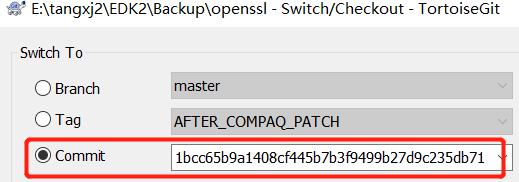 E:\tangxj2\EDK2\Backup\openssl - Switch/Checkout - TortoiseGit
Switch To
Branch master
Tag AFTER_COMPAQ_PATCH
Commit 1bcc65b9a1408cf445b7b3f9499b27d9c235db71